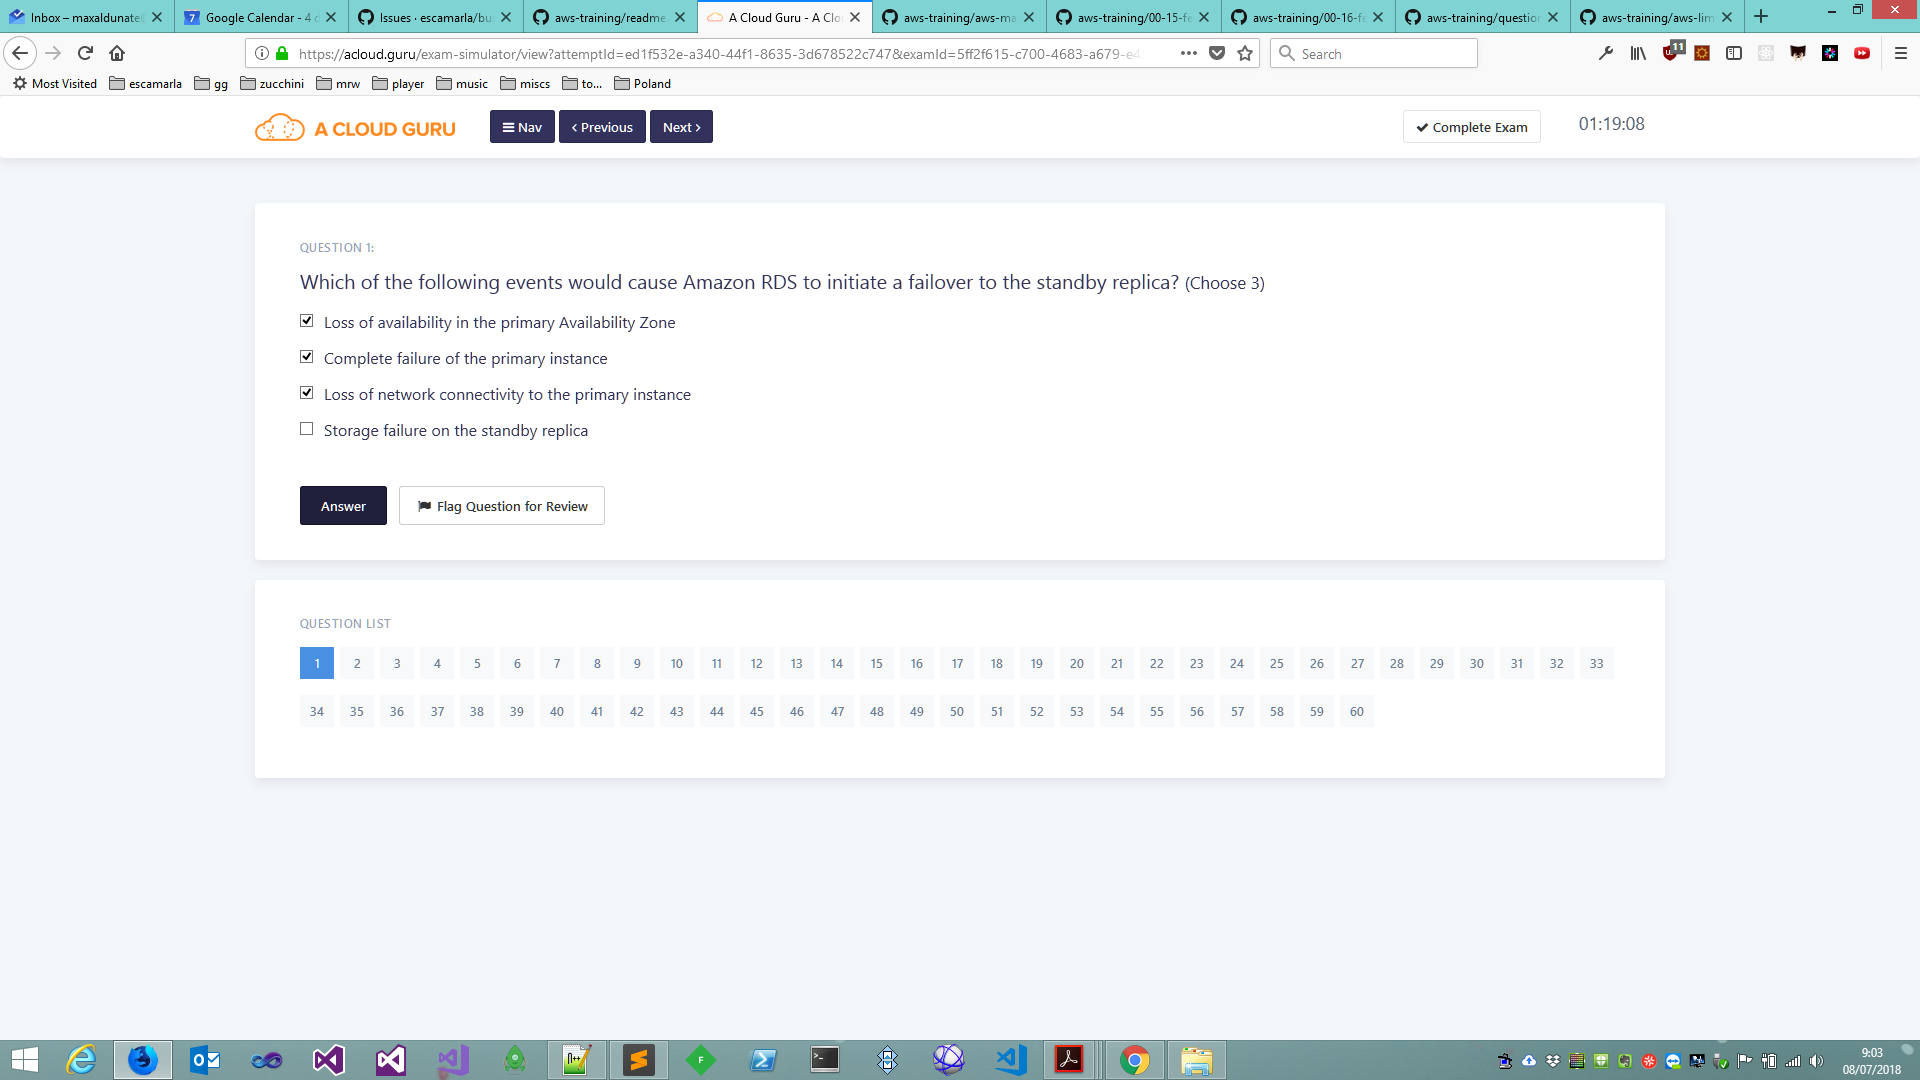 Inbox – maxaldunate
Google Calendar - 4 d
Issues · escamarla/bu
aws-training/readme.
A Cloud Guru - A Clo
aws-training/aws-ma
aws-training/00-15-fe
aws-training/00-16-fe
aws-training/question
aws-training/aws-lim
https://acloud.guru/exam-simulator/view?attemptId=ed1f532e-a340-44f1-8635-3d678522c747&examId=5ff2f615-c700-4683-a679-e4
Search
11
Most Visited escamarla gg zucchini mrw player music miscs to... Poland
A CLOUD GURU Nav Previous Next Complete Exam 01:19:08
QUESTION 1:
Which of the following events would cause Amazon RDS to initiate a failover to the standby replica? (Choose 3)
Loss of availability in the primary Availability Zone
Complete failure of the primary instance
Loss of network connectivity to the primary instance
Storage failure on the standby replica
Answer Flag Question for Review
QUESTION LIST
1 2 3 4 5 6 7 8 9 10 11 12 13 14 15 16 17 18 19 20 21 22 23 24 25 26 27 28 29 30 31 32 33
34 35 36 37 38 39 40 41 42 43 44 45 46 47 48 49 50 51 52 53 54 55 56 57 58 59 60
9:03
08/07/2018